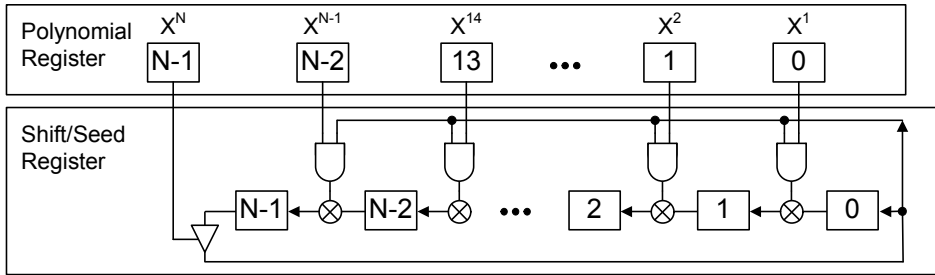 Polynomial Register
X^N X^N-1 X^14 X^2 X^1
N-1 N-2 13 ••• 1 0
Shift/Seed Register
N-1 N-2 ••• 2 1 0